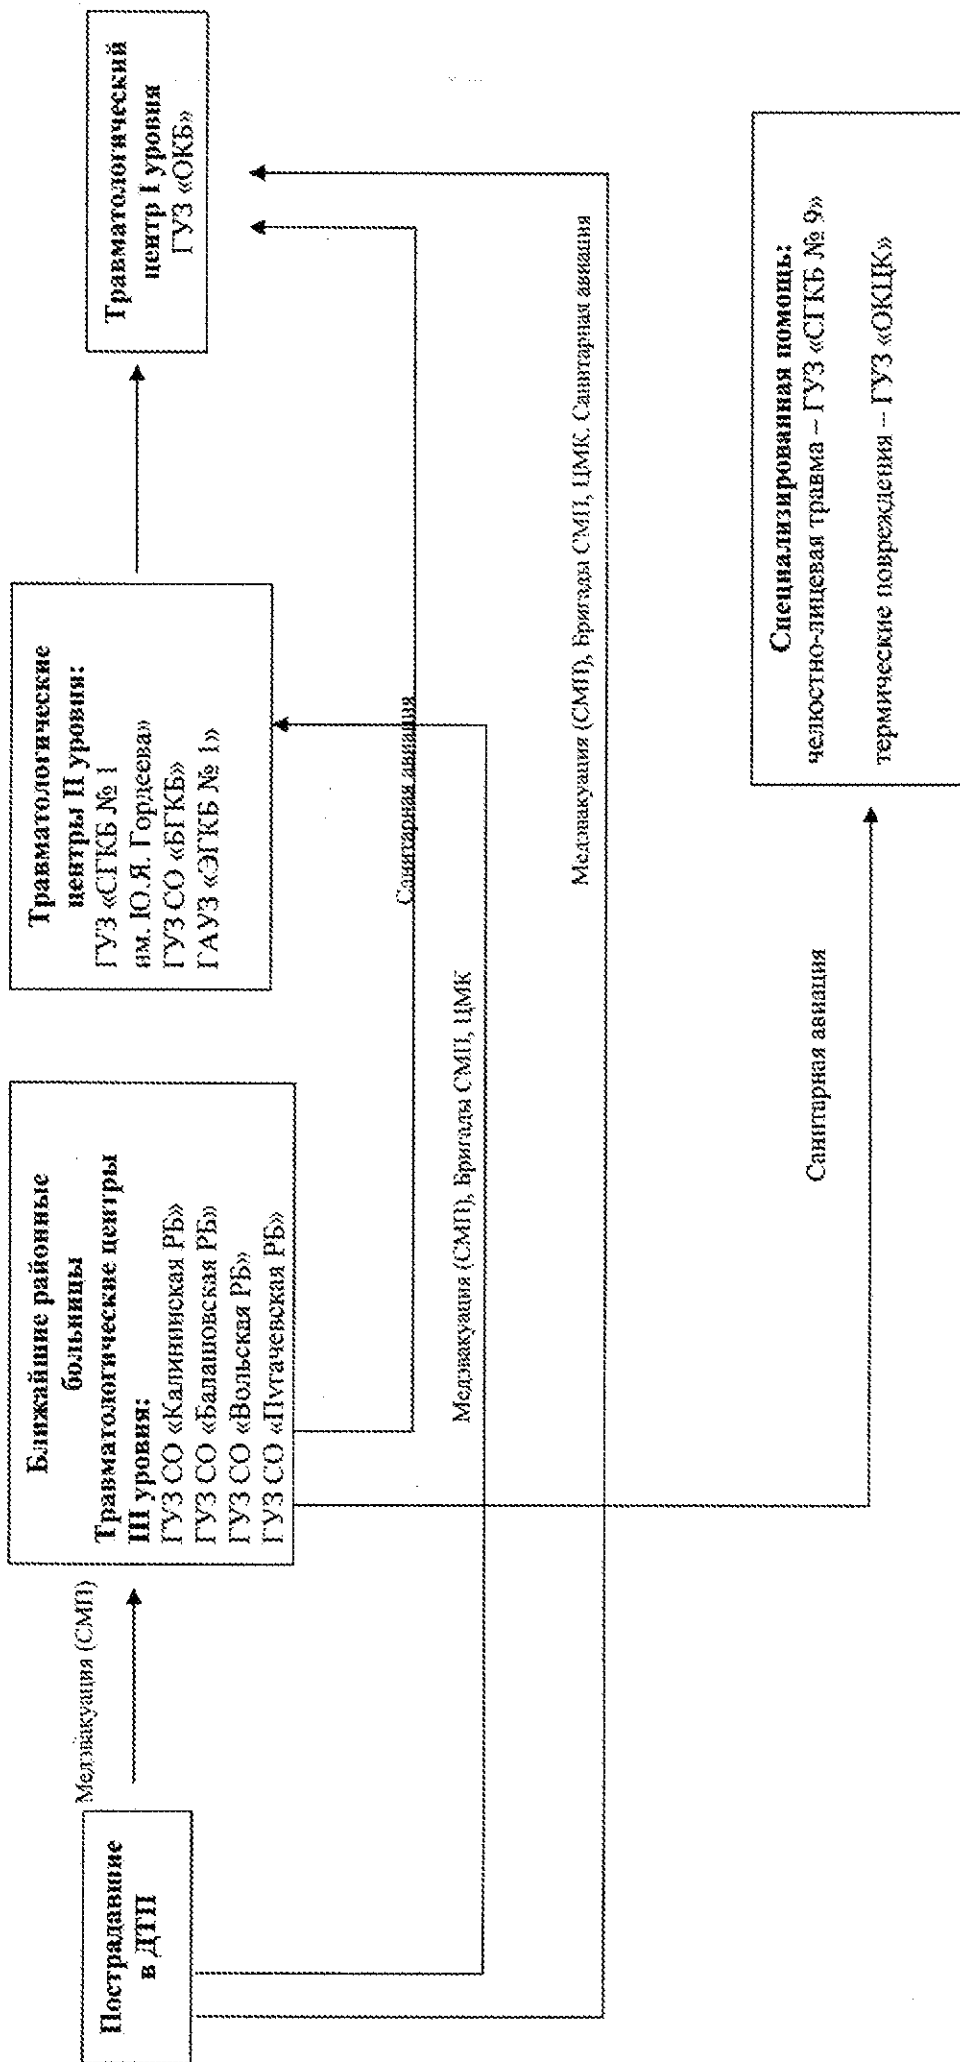 Пострадавшие
в ДТП
Медэвакуация (СМП)
Ближайшие районные
больницы
Травматологические центры
III уровня:
ГУЗ СО «Калининская РБ»
ГУЗ СО «Балашовская РБ»
ГУЗ СО «Вольская РБ»
ГУЗ СО «Пугачевская РБ»
Травматологические
центры II уровня:
ГУЗ «СГКБ № 1
им. Ю.Я. Гордеева»
ГУЗ СО «БГКБ»
ГАУЗ «ЭГКБ № 1»
Травматологический
центр I уровня
ГУЗ «ОКБ»
Санитарная авиация
Медэвакуация (СМП), Бригады СМП, ЦМК
Медэвакуация (СМП), Бригады СМП, ЦМК, Санитарная авиация
Санитарная авиация
Специализированная помощь:
челюстно-лицевая травма – ГУЗ «СГКБ № 9»
термические повреждения – ГУЗ «ОКЦК»